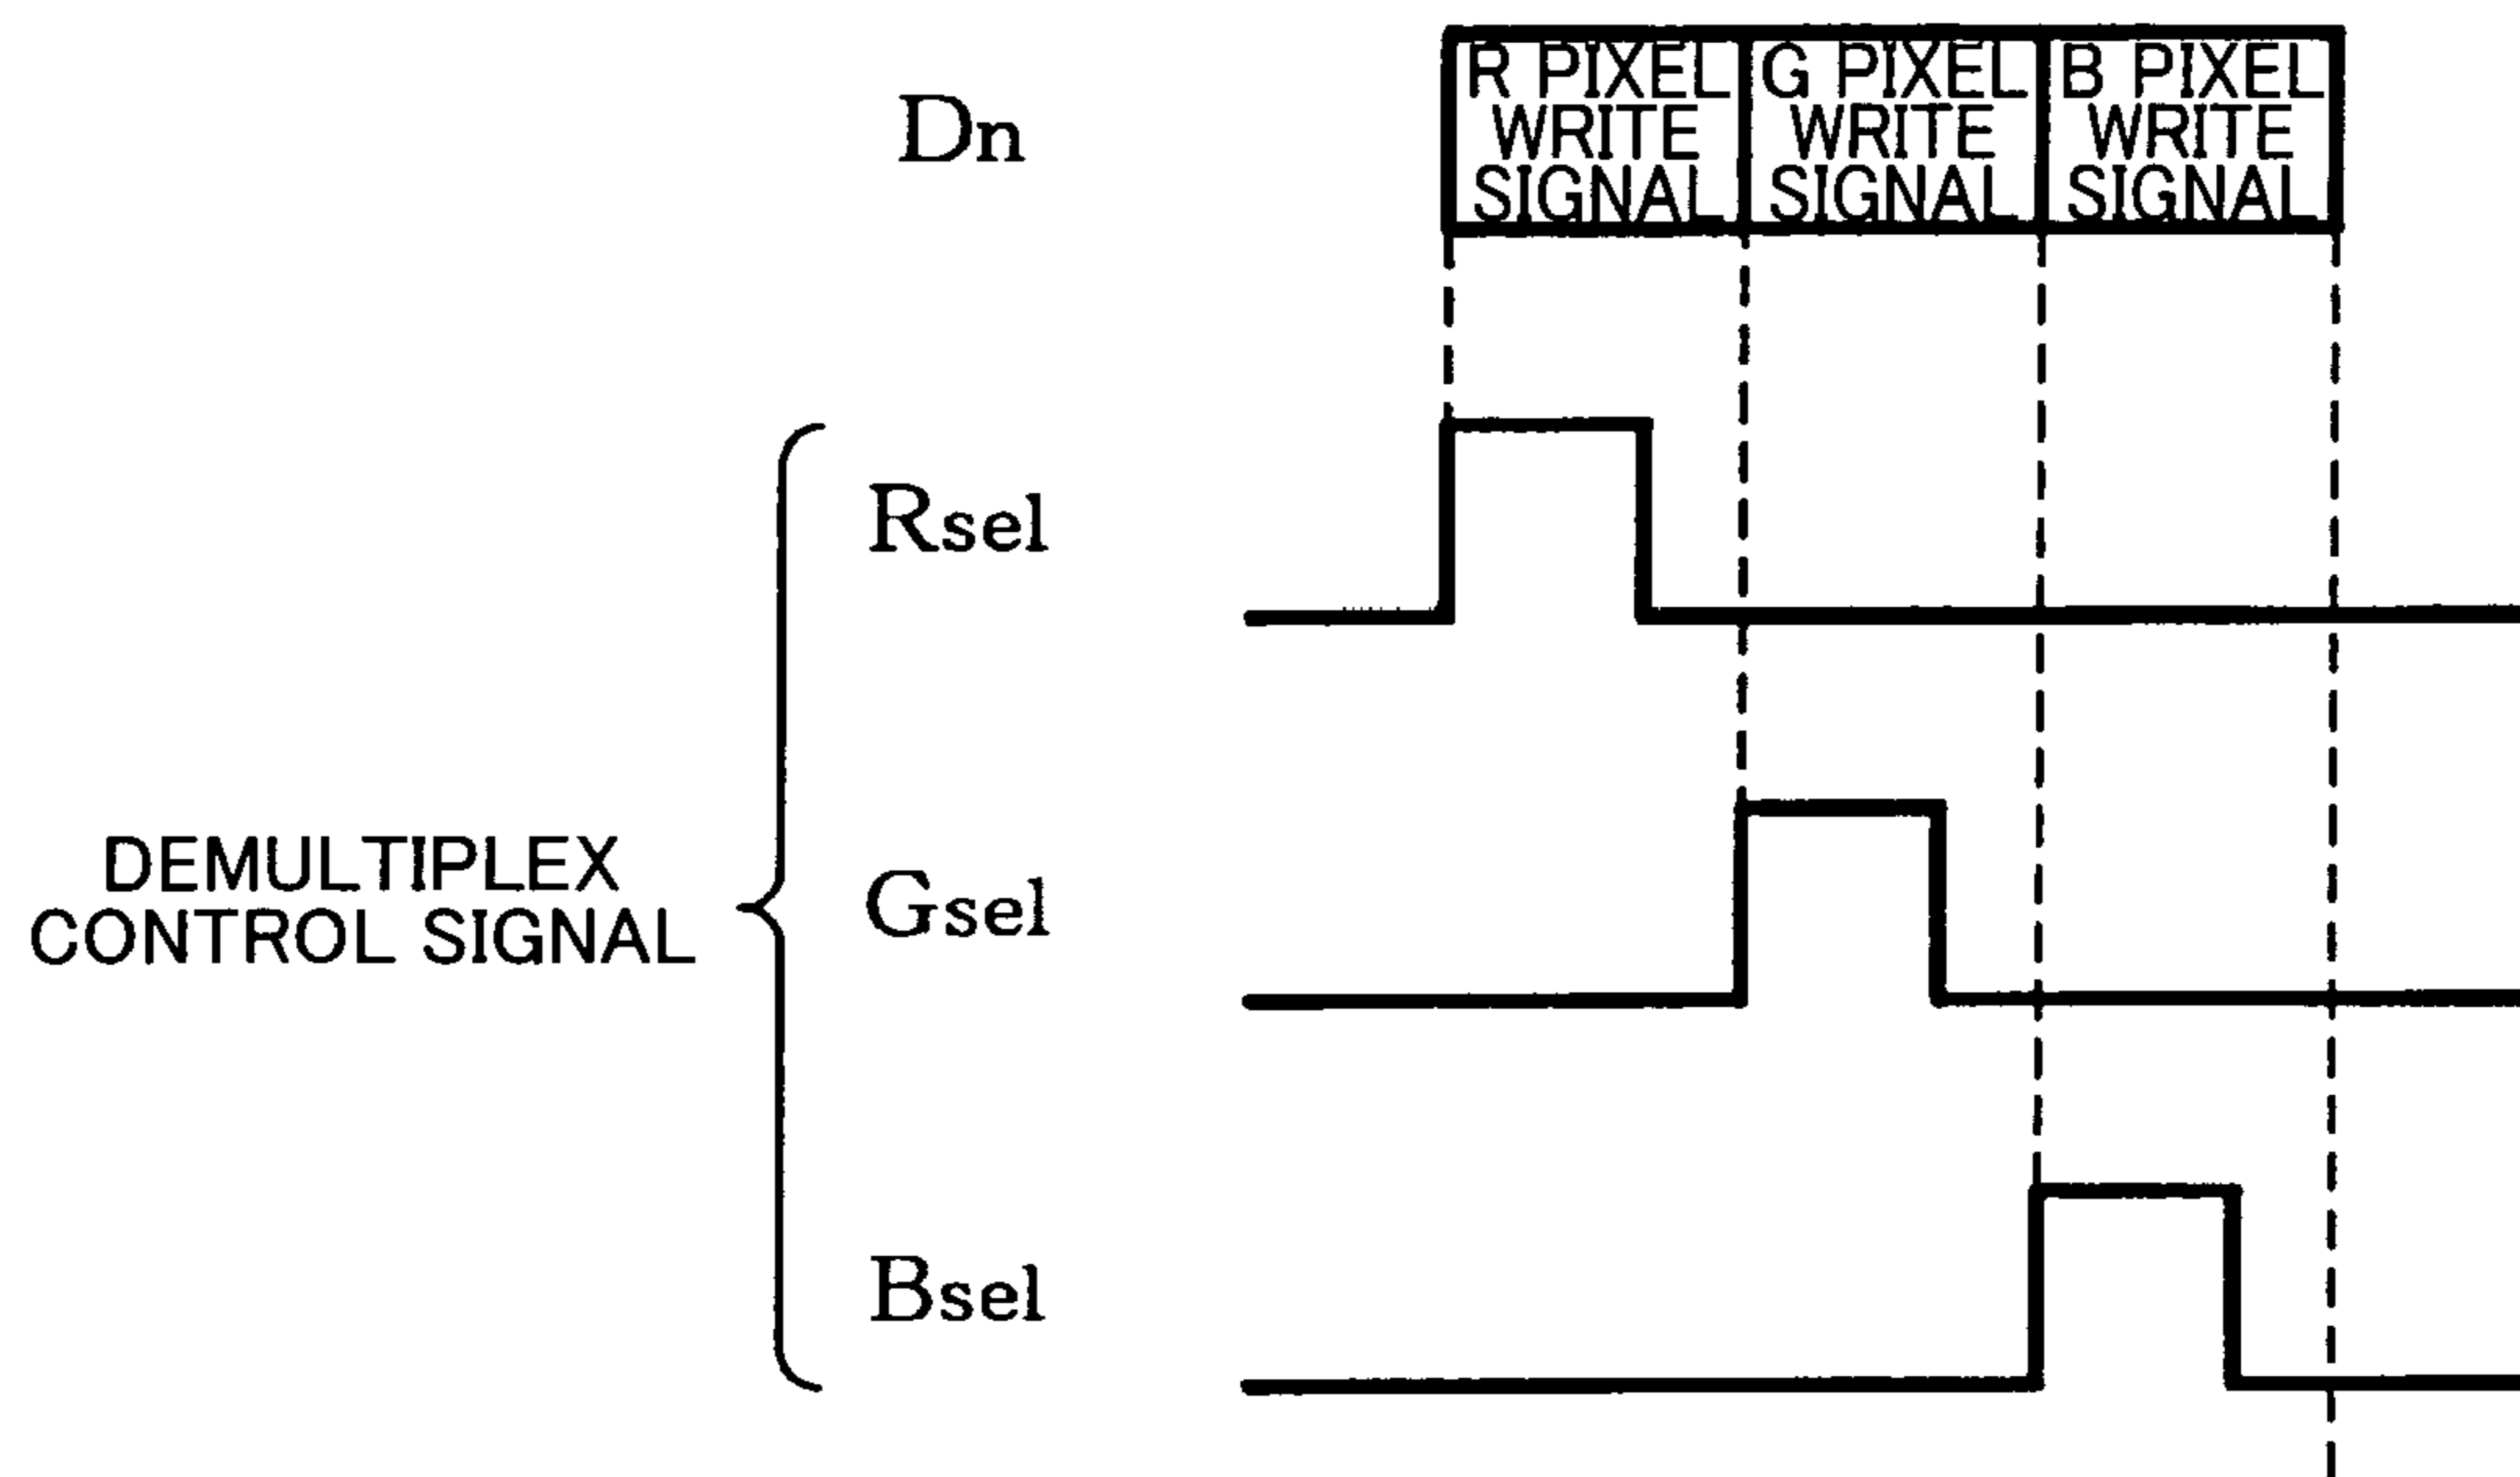 Dn
R PIXEL
WRITE
SIGNAL
G PIXEL
WRITE
SIGNAL
B PIXEL
WRITE
SIGNAL
DEMULTIPLEX
CONTROL SIGNAL
Rsel
Gsel
Bsel